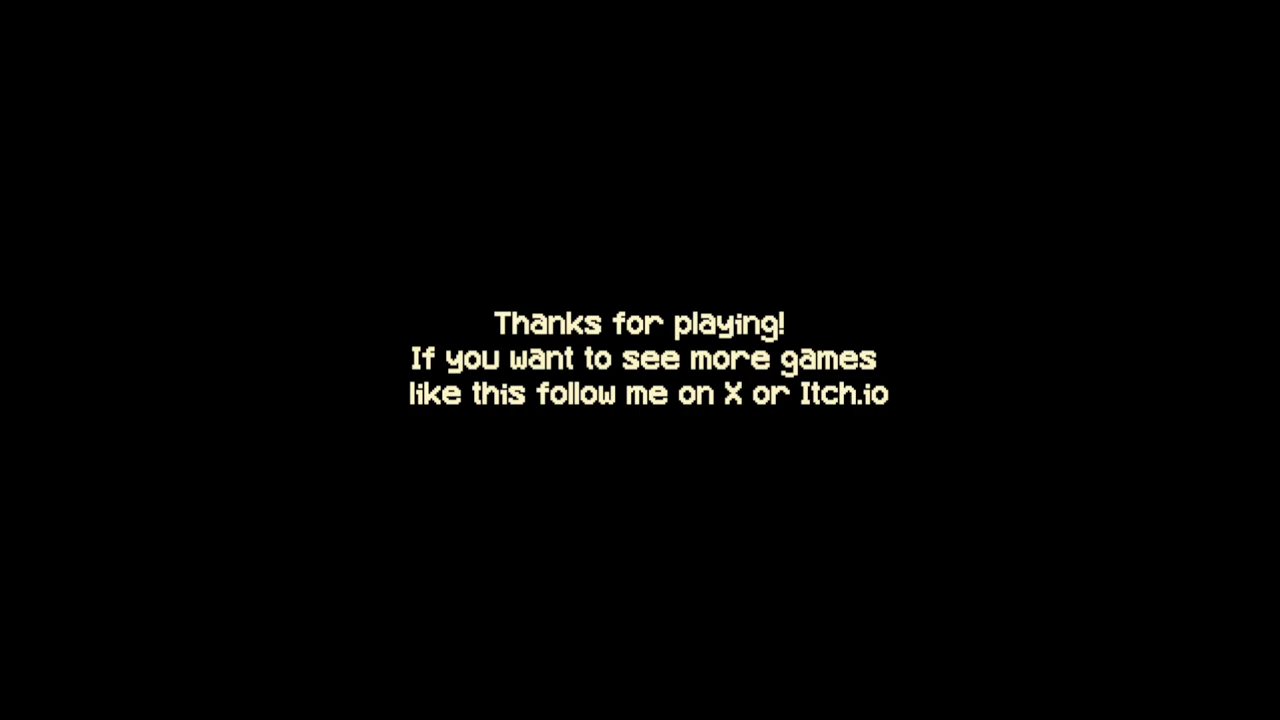 Thanks for playing!
If you want to see more games
like this follow me on X or Itch.io